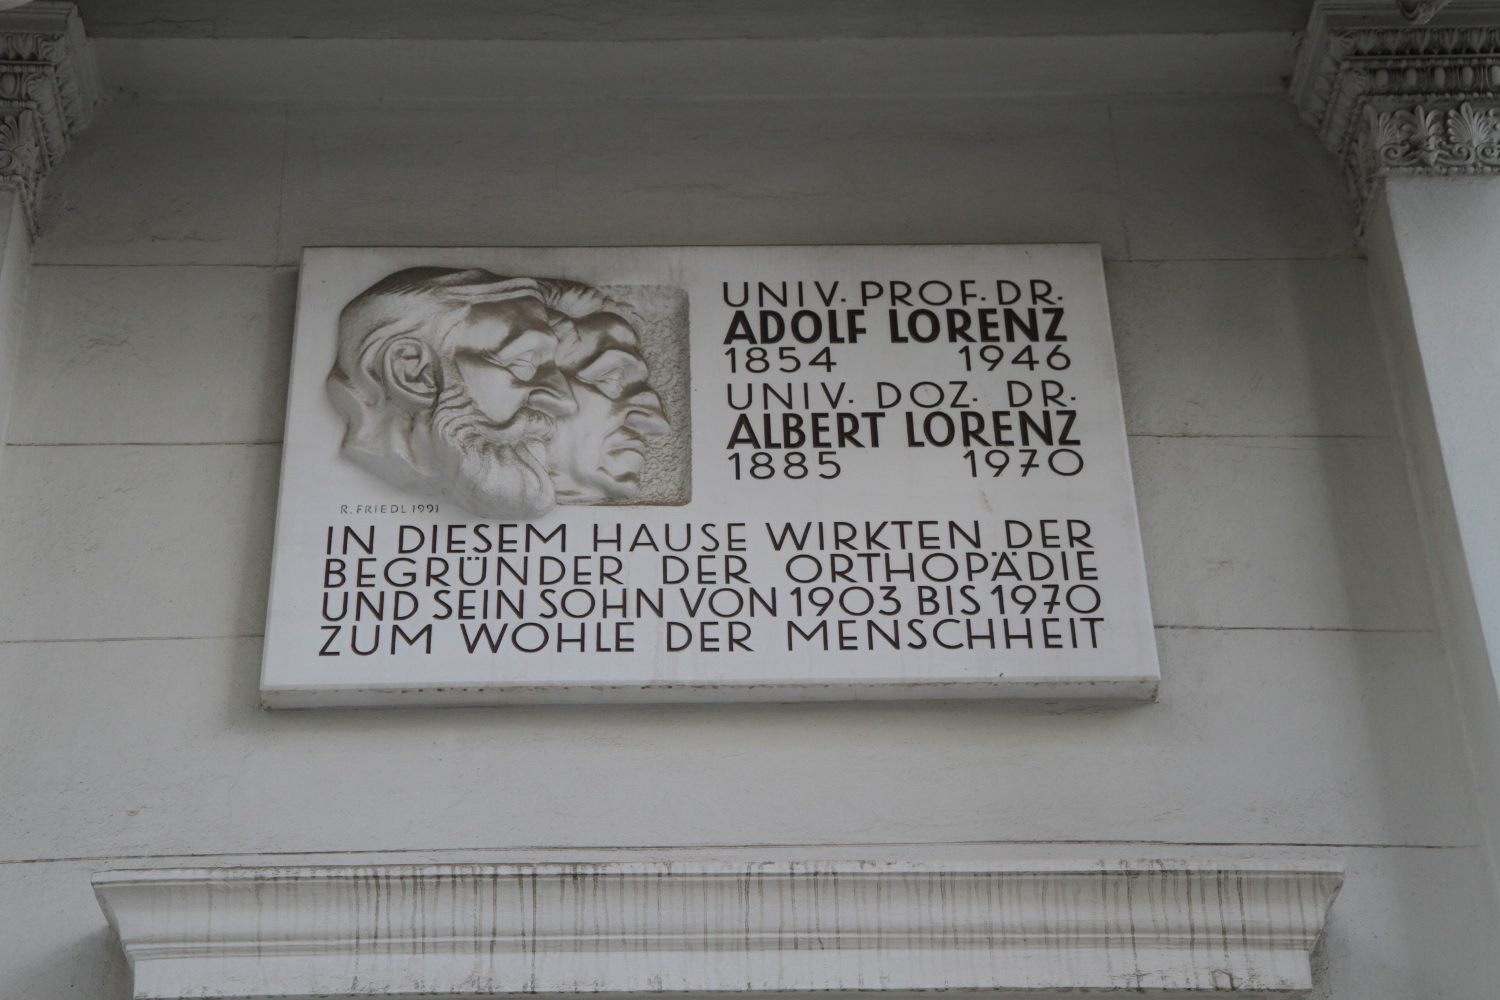 UNIV. PROF. DR.
ADOLF LORENZ
1854 1946
UNIV. DOZ. DR.
ALBERT LORENZ
1885 1970
R. FRIEDL 1991
IN DIESEM HAUSE WIRKTEN DER
BEGRÜNDER DER ORTHOPÄDIE
UND SEIN SOHN VON 1903 BIS 1970
ZUM WOHLE DER MENSCHHEIT